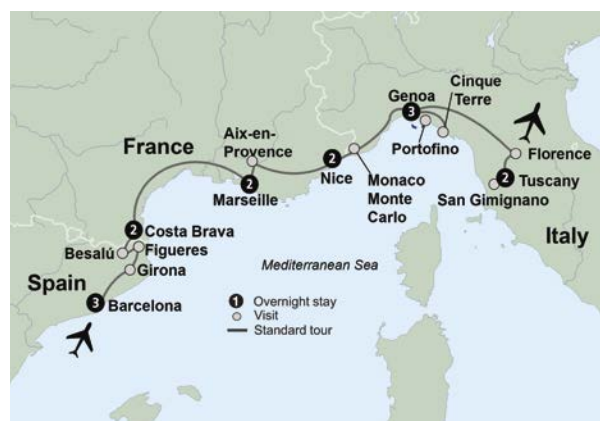 Cinque
Terre
Genoa
3
Aix-en-
Provence
France
Portofino
Florence
2
Tuscany
San Gimignano
2
Nice
Monaco
Monte
Carlo
2
Marseille
Italy
2
Costa Brava
Besalú
Figueres
Girona
Spain
3
Barcelona
Mediterranean Sea
1 Overnight stay
Visit
Standard tour